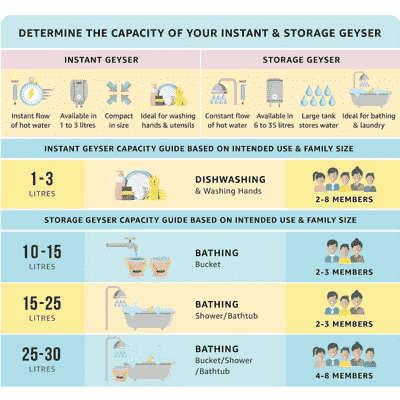 DETERMINE THE CAPACITY OF YOUR INSTANT & STORAGE GEYSER
INSTANT GEYSER
STORAGE GEYSER
HOT
Instant flow
of hot water
Available in
1 to 3 litres
Compact
in size
Ideal for washing
hands & utensils
HOT
Constant flow
of hot water
Available in
6 to 35 litres
Large tank
stores water
Ideal for bathing
& laundry
INSTANT GEYSER CAPACITY GUIDE BASED ON INTENDED USE & FAMILY SIZE
1-3
LITRES
DISHWASHING
& Washing Hands
2-8 MEMBERS
STORAGE GEYSER CAPACITY GUIDE BASED ON INTENDED USE & FAMILY SIZE
10-15
LITRES
BATHING
Bucket
2-3 MEMBERS
15-25
LITRES
BATHING
Shower/Bathtub
2-3 MEMBERS
25-30
LITRES
BATHING
Bucket/Shower
/Bathtub
4-8 MEMBERS